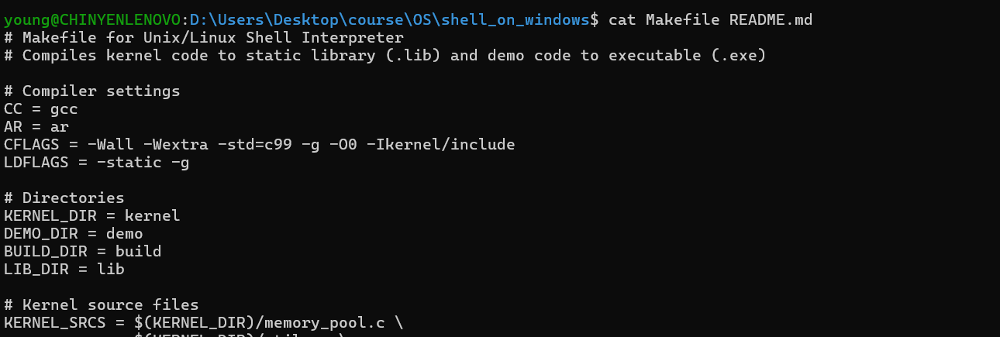 young@CHINYENLENOVO:D:\Users\Desktop\course\OS\shell_on_windows$ cat Makefile README.md
# Makefile for Unix/Linux Shell Interpreter
# Compiles kernel code to static library (.lib) and demo code to executable (.exe)
# Compiler settings
CC = gcc
AR = ar
CFLAGS = -Wall -Wextra -std=c99 -g -O0 -Ikernel/include
LDFLAGS = -static -g
# Directories
KERNEL_DIR = kernel
DEMO_DIR = demo
BUILD_DIR = build
LIB_DIR = lib
# Kernel source files
KERNEL_SRCS = $(KERNEL_DIR)/memory_pool.c \